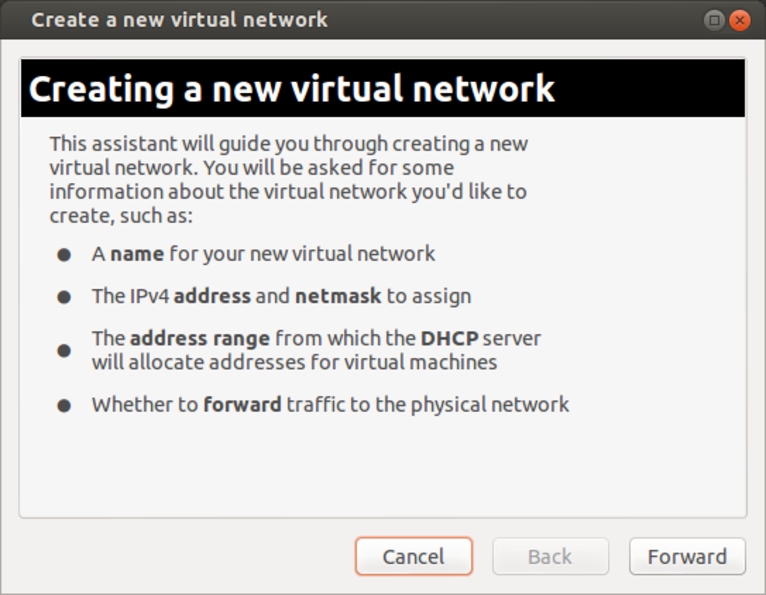 Create a new virtual network
Creating a new virtual network
This assistant will guide you through creating a new
virtual network. You will be asked for some
information about the virtual network you'd like to
create, such as:
● A name for your new virtual network
● The IPv4 address and netmask to assign
● The address range from which the DHCP server
will allocate addresses for virtual machines
● Whether to forward traffic to the physical network
Cancel Back Forward